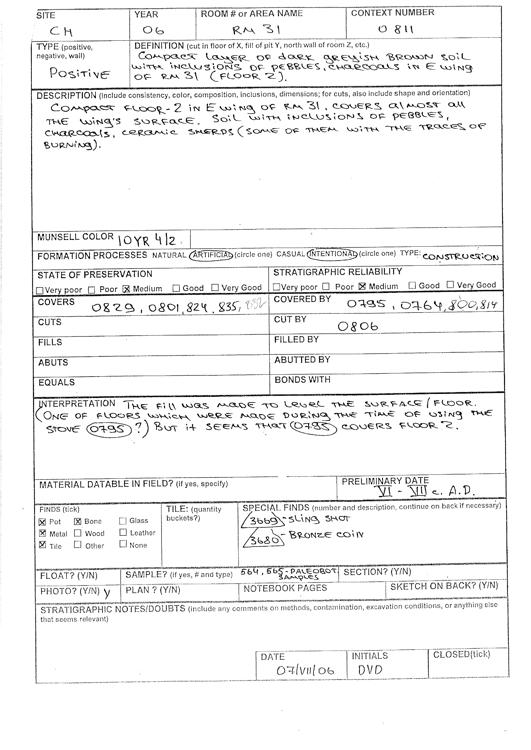 SITE YEAR ROOM # or AREA NAME CONTEXT NUMBER
CH 06 RM 31 0811
TYPE (positive, negative, wall) DEFINITION (cut in floor of X, fill of pit Y, north wall of room Z, etc.)
POSITIVE
COMPACT LAYER OF DARK GREYISH BROWN SOIL
WITH INCLUSIONS OF PEBBLES, CHARCOALS IN E WING
OF RM 31 (FLOOR 2).
DESCRIPTION (Include consistency, color, composition, inclusions, dimensions; for cuts, also include shape and orientation)
COMPACT FLOOR-2 IN E WING OF RM 31. COVERS ALMOST ALL
THE WING'S SURFACE. SOIL WITH INCLUSIONS OF PEBBLES,
CHARCOALS, CERAMIC SHERDS (SOME OF THEM WITH THE TRACES OF
BURNING).
MUNSELL COLOR 10YR 4/2
FORMATION PROCESSES NATURAL ARTIFICIAL (circle one) CASUAL INTENTIONAL (circle one) TYPE: CONSTRUCTION
STATE OF PRESERVATION STRATIGRAPHIC RELIABILITY
Very poor Poor Medium Good Very Good Very poor Poor Medium Good Very Good
COVERS 0829, 0801, 824, 835, COVERED BY 0795, 0764, 800, 814
CUTS CUT BY 0806
FILLS FILLED BY
ABUTS ABUTTED BY
EQUALS BONDS WITH
INTERPRETATION THE FILL WAS MADE TO LEVEL THE SURFACE/FLOOR.
(ONE OF FLOORS WHICH WERE MADE DURING THE TIME OF USING THE
STOVE 0795?) BUT IT SEEMS THAT 0795 COVERS FLOOR 2.
MATERIAL DATABLE IN FIELD? (if yes, specify) PRELIMINARY DATE
VI - VII c. A.D.
FINDS (tick) TILE: (quantity buckets?) SPECIAL FINDS (number and description, continue on back if necessary)
Pot Bone Glass
Metal Wood Leather
Tile Other None
3669 - SLING SHOT
3680 - BRONZE COIN
FLOAT? (Y/N) SAMPLE? (if yes, # and type) 564, 565 - PALEOBOT SAMPLES SECTION? (Y/N)
PHOTO? (Y/N) Y PLAN? (Y/N) NOTEBOOK PAGES SKETCH ON BACK? (Y/N)
STRATIGRAPHIC NOTES/DOUBTS (include any comments on methods, contamination, excavation conditions, or anything else
that seems relevant)
DATE INITIALS CLOSED(tick)
07/VII/06 DVD